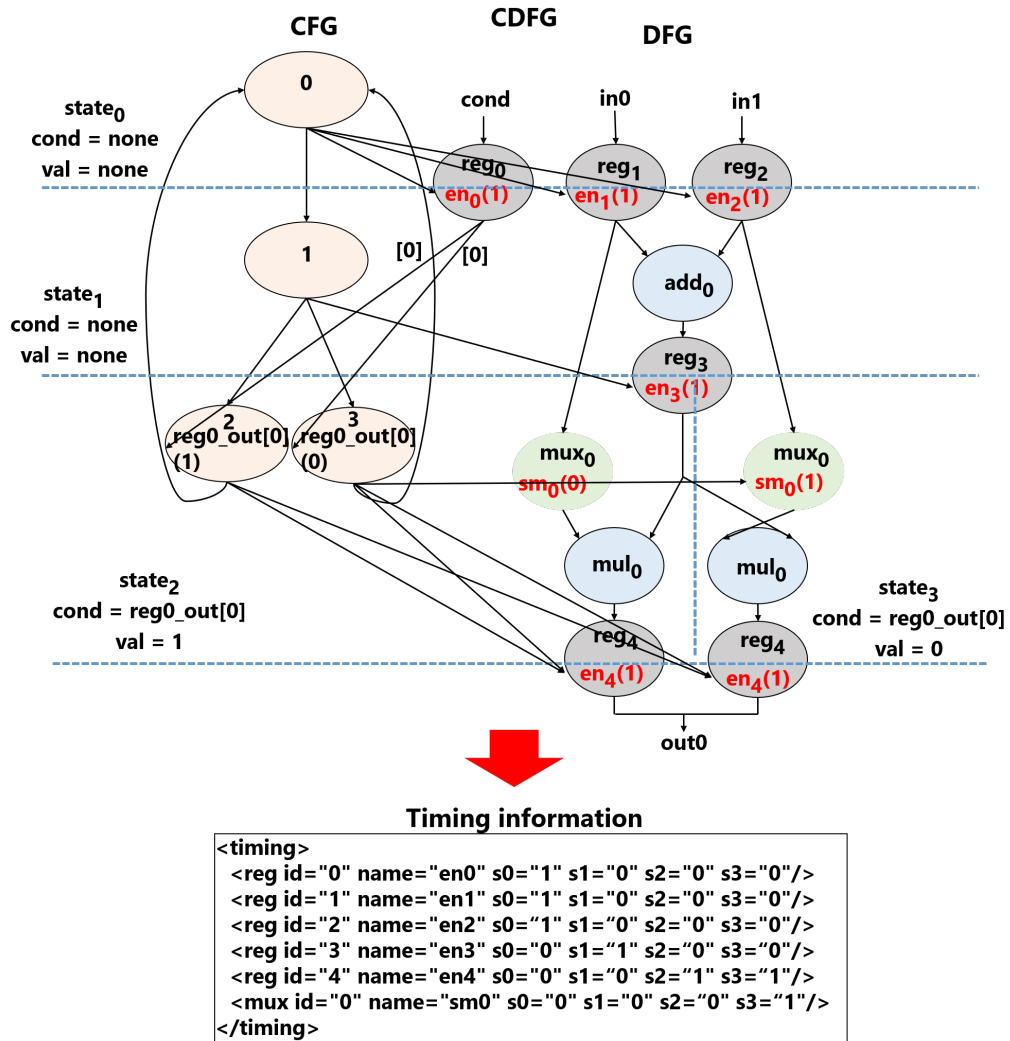 CDFG
CFG
DFG
0
state0
cond = none
val = none
cond
in0
in1
reg0
en0(1)
reg1
en1(1)
reg2
en2(1)
1
[0]
[0]
add0
state1
cond = none
val = none
reg3
en3(1)
2
reg0_out[0]
(1)
3
reg0_out[0]
(0)
mux0
sm0(0)
mux0
sm0(1)
mul0
mul0
state2
cond = reg0_out[0]
val = 1
state3
cond = reg0_out[0]
val = 0
reg4
en4(1)
reg4
en4(1)
out0
Timing information
<timing>
<reg id="0" name="en0" s0="1" s1="0" s2="0" s3="0"/>
<reg id="1" name="en1" s0="1" s1="0" s2="0" s3="0"/>
<reg id="2" name="en2" s0=“1" s1=“0" s2="0" s3="0"/>
<reg id="3" name="en3" s0="0" s1=“1" s2=“0" s3=“0"/>
<reg id="4" name="en4" s0="0" s1=“0" s2=“1" s3=“1"/>
<mux id="0" name="sm0" s0="0" s1="0" s2=“0" s3=“1"/>
</timing>